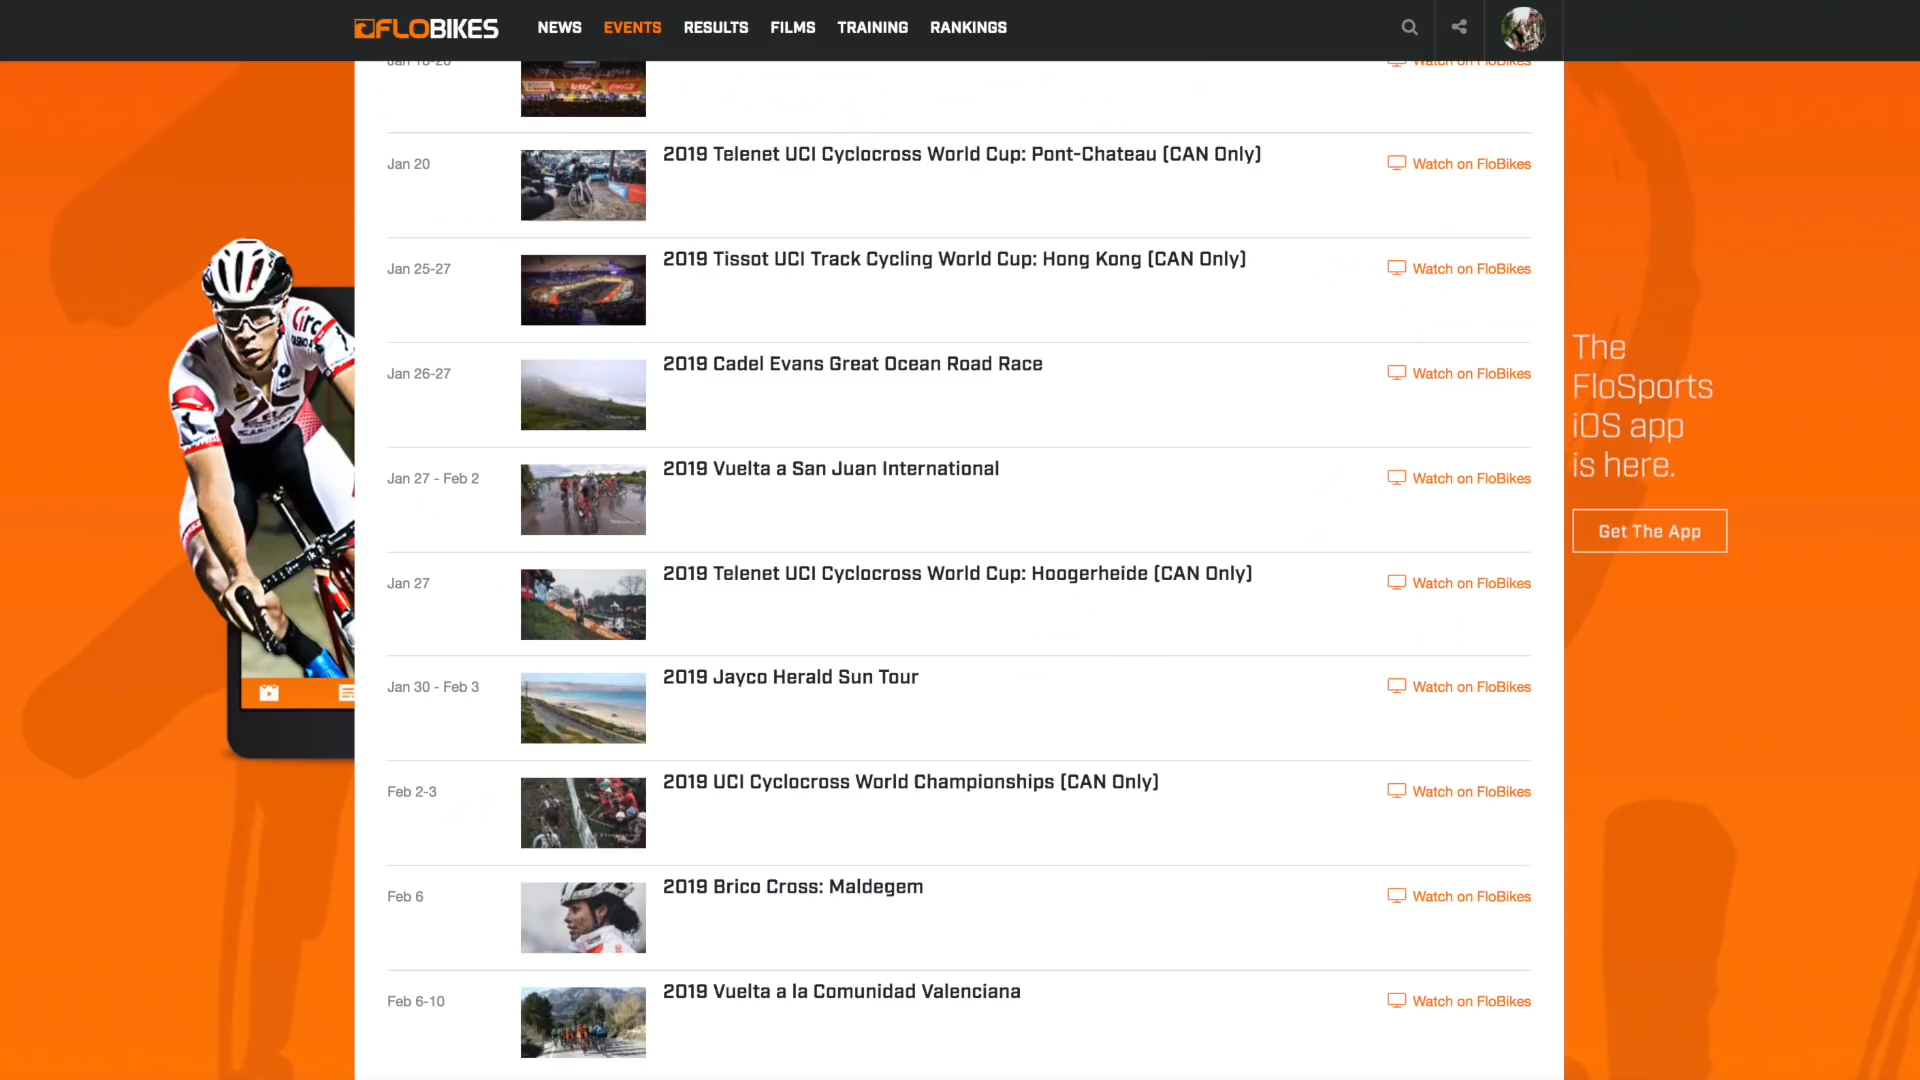 FLOBIKES NEWS EVENTS RESULTS FILMS TRAINING RANKINGS
Jan 18-20 Watch on FloBikes
Jan 20 2019 Telenet UCI Cyclocross World Cup: Pont-Chateau (CAN Only) Watch on FloBikes
Jan 25-27 2019 Tissot UCI Track Cycling World Cup: Hong Kong (CAN Only) Watch on FloBikes
Jan 26-27 2019 Cadel Evans Great Ocean Road Race Watch on FloBikes
Jan 27 - Feb 2 2019 Vuelta a San Juan International Watch on FloBikes
Jan 27 2019 Telenet UCI Cyclocross World Cup: Hoogerheide (CAN Only) Watch on FloBikes
Jan 30 - Feb 3 2019 Jayco Herald Sun Tour Watch on FloBikes
Feb 2-3 2019 UCI Cyclocross World Championships (CAN Only) Watch on FloBikes
Feb 6 2019 Brico Cross: Maldegem Watch on FloBikes
Feb 6-10 2019 Vuelta a la Comunidad Valenciana Watch on FloBikes
The
FloSports
iOS app
is here.
Get The App